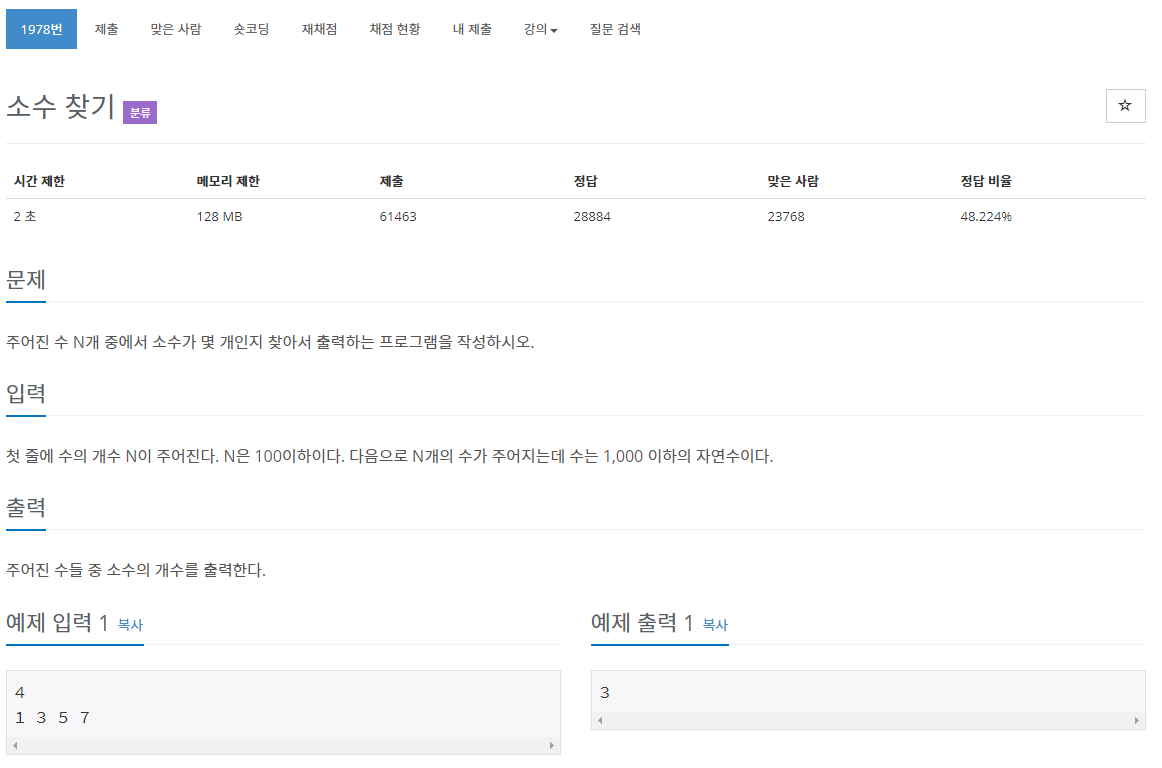 1978번 제출 맞은 사람 숏코딩 재채점 채점 현황 내 제출 강의 질문 검색
소수 찾기 분류
시간 제한 메모리 제한 제출 정답 맞은 사람 정답 비율
2 초 128 MB 61463 28884 23768 48.224%
문제
주어진 수 N개 중에서 소수가 몇 개인지 찾아서 출력하는 프로그램을 작성하시오.
입력
첫 줄에 수의 개수 N이 주어진다. N은 100이하이다. 다음으로 N개의 수가 주어지는데 수는 1,000 이하의 자연수이다.
출력
주어진 수들 중 소수의 개수를 출력한다.
예제 입력 1 복사
4
1 3 5 7
예제 출력 1 복사
3